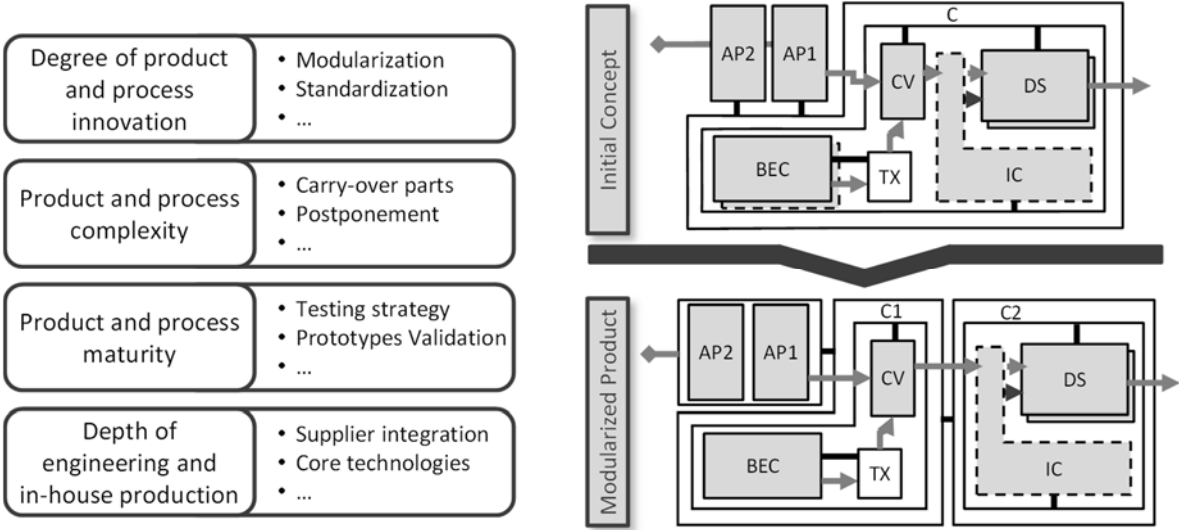 Degree of product
and process
innovation
• Modularization
• Standardization
• ...
Product and process
complexity
• Carry-over parts
• Postponement
• ...
Product and process
maturity
• Testing strategy
• Prototypes Validation
• ...
Depth of
engineering and
in-house production
• Supplier integration
• Core technologies
• ...
Initial Concept
C
AP2
AP1
CV
DS
BEC
TX
IC
Modularized Product
C1
C2
AP2
AP1
CV
DS
BEC
TX
IC